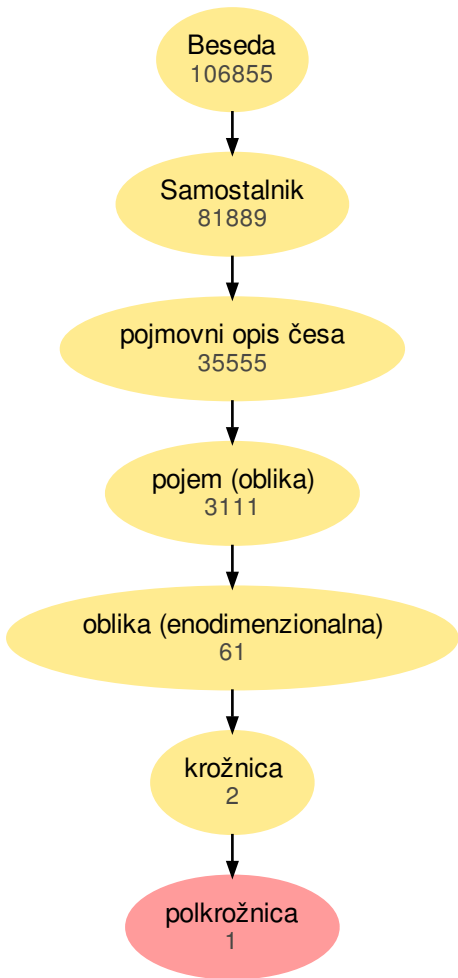 Beseda
106855
Samostalnik
81889
pojmovni opis česa
35555
pojem (oblika)
3111
oblika (enodimenzionalna)
61
krožnica
2
polkrožnica
1